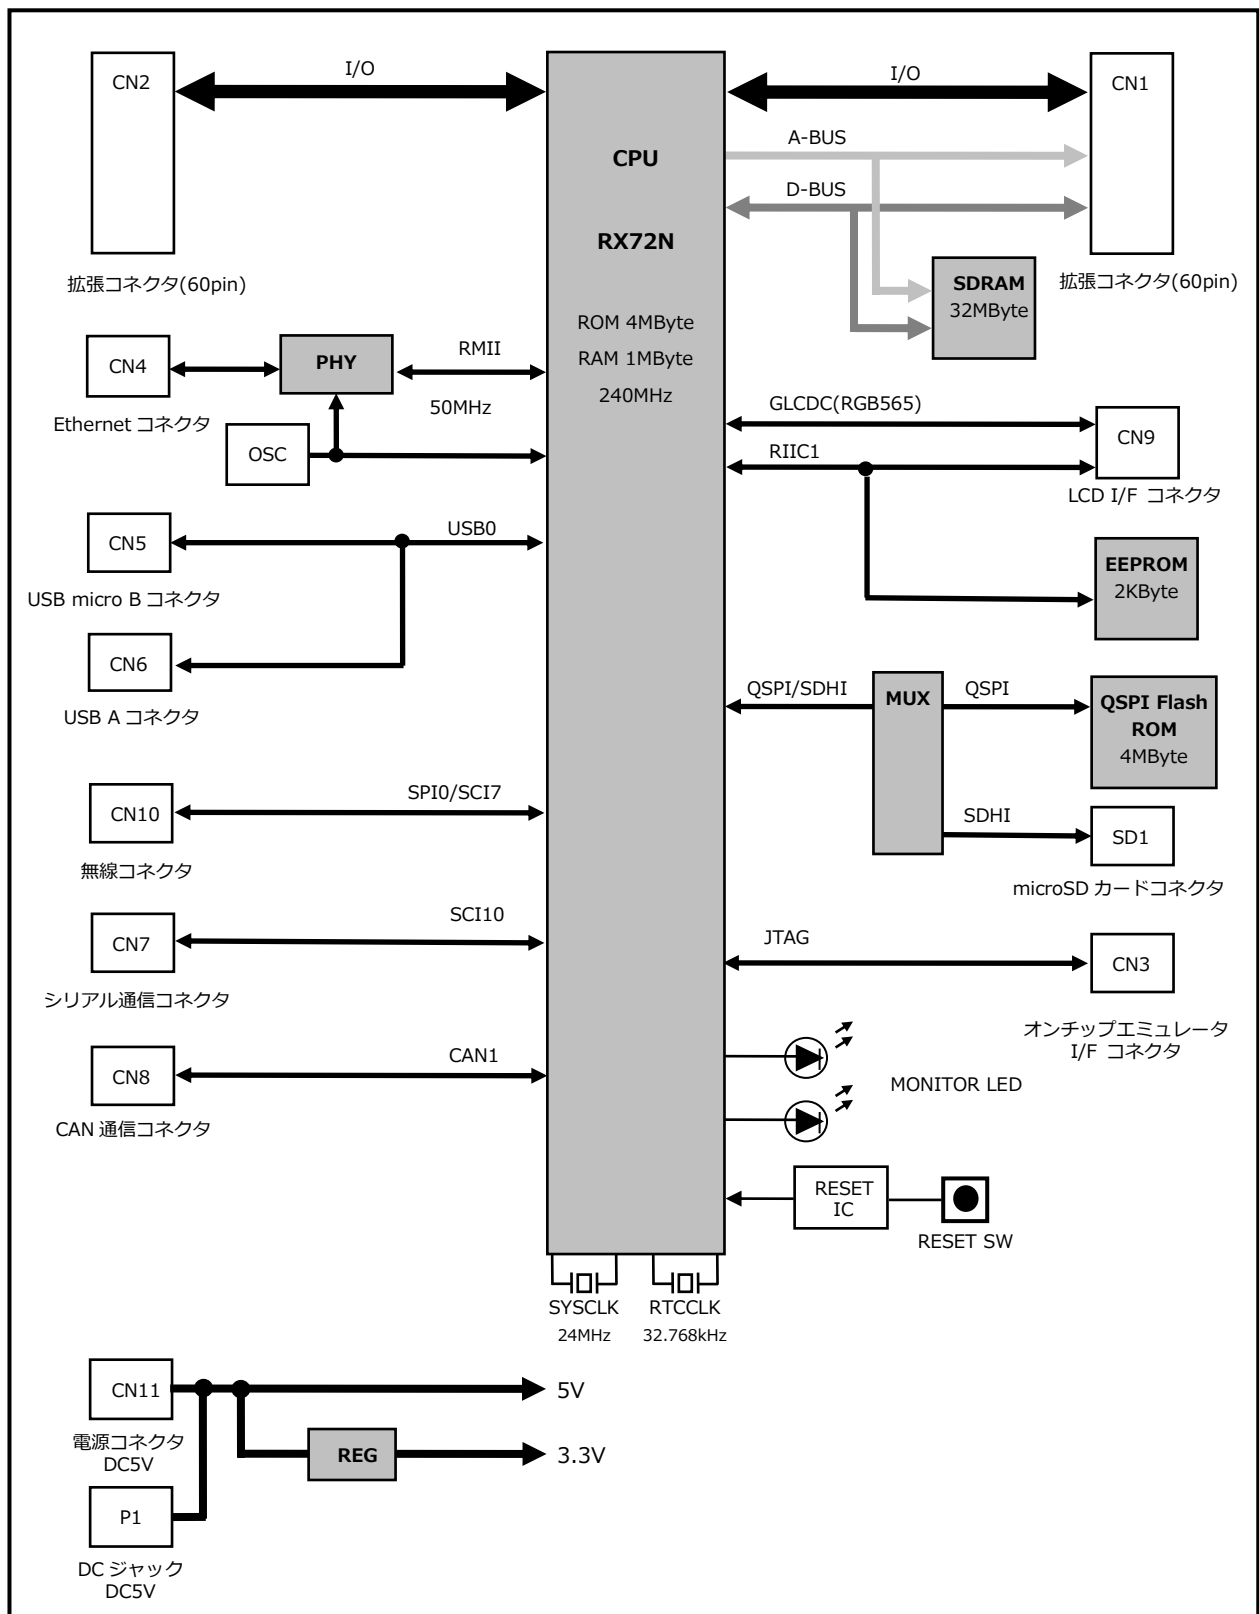 I/O
CN2
拡張コネクタ(60pin)
CPU
RX72N
ROM 4MByte
RAM 1MByte
240MHz
I/O
CN1
A-BUS
D-BUS
拡張コネクタ(60pin)
SDRAM
32MByte
CN4
Ethernet コネクタ
PHY
RMII
50MHz
OSC
GLCDC(RGB565)
RIIC1
CN9
LCD I/F コネクタ
CN5
USB0
USB micro B コネクタ
EEPROM
2KByte
CN6
USB A コネクタ
QSPI/SDHI
MUX
QSPI
QSPI Flash
ROM
4MByte
CN10
SPI0/SCI7
無線コネクタ
SDHI
SD1
microSD カードコネクタ
CN7
SCI10
シリアル通信コネクタ
JTAG
CN3
オンチップエミュレータ
I/F コネクタ
CN8
CAN1
CAN 通信コネクタ
MONITOR LED
RESET
IC
RESET SW
SYSCLK
24MHz
RTCCLK
32.768kHz
CN11
5V
電源コネクタ
DC5V
REG
3.3V
P1
DC ジャック
DC5V